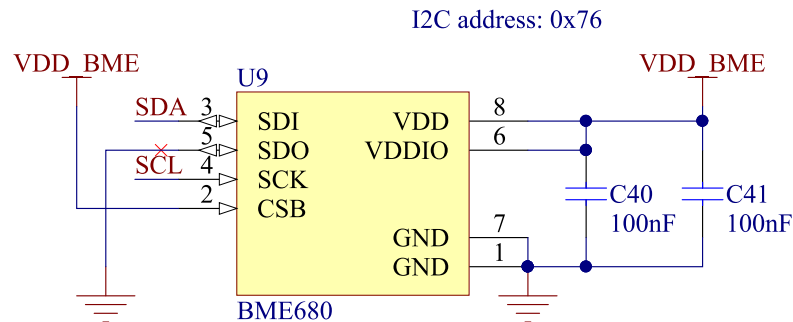 I2C address: 0x76
VDD_BME
VDD_BME
U9
SDA 3 SDI VDD 8
5 SDO VDDIO 6
SCL 4 SCK
2 CSB
C40 C41
100nF 100nF
GND 7
GND 1
BME680